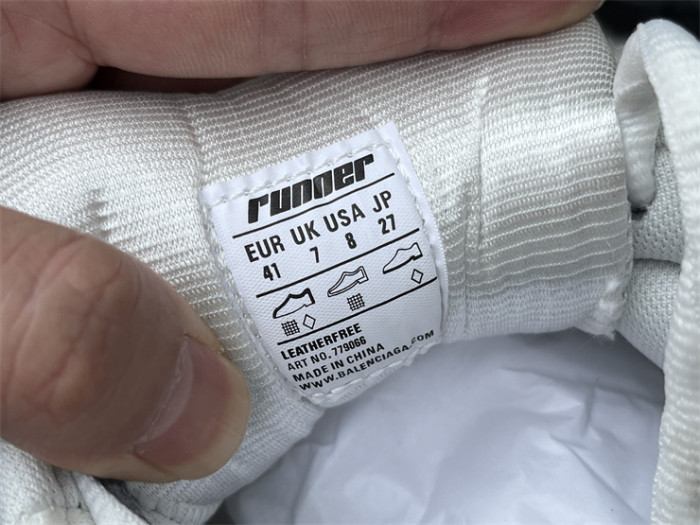 runner
EUR UK USA JP
41 7 8 27
LEATHERFREE
ART NO. 779066
MADE IN CHINA
WWW.BALENCIAGA.COM